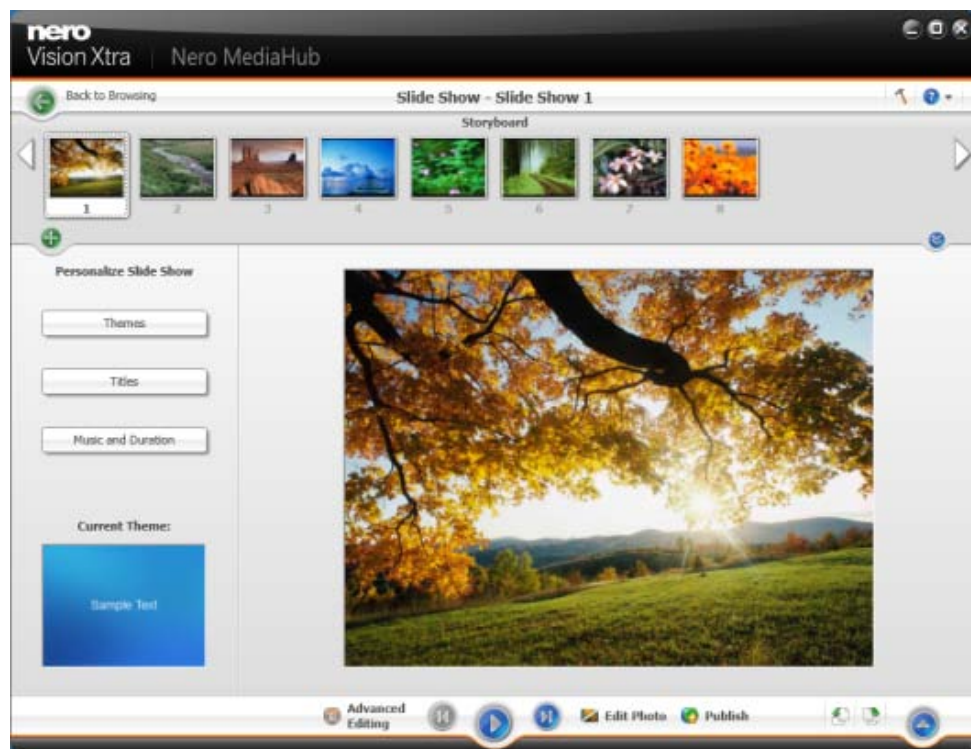 nero
Vision Xtra | Nero MediaHub
Back to Browsing
Slide Show - Slide Show 1
Storyboard
1 2 3 4 5 6 7 8
Personalize Slide Show
Themes
Titles
Music and Duration
Current Theme:
Sample Text
Advanced
Editing
Edit Photo
Publish